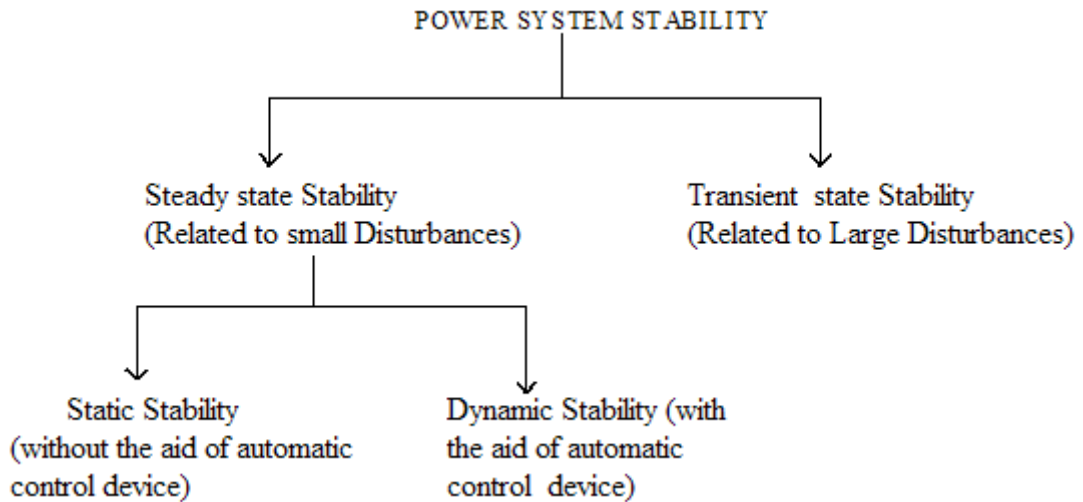 POWER SYSTEM STABILITY
Steady state Stability
(Related to small Disturbances)
Transient state Stability
(Related to Large Disturbances)
Static Stability
(without the aid of automatic
control device)
Dynamic Stability (with
the aid of automatic
control device)